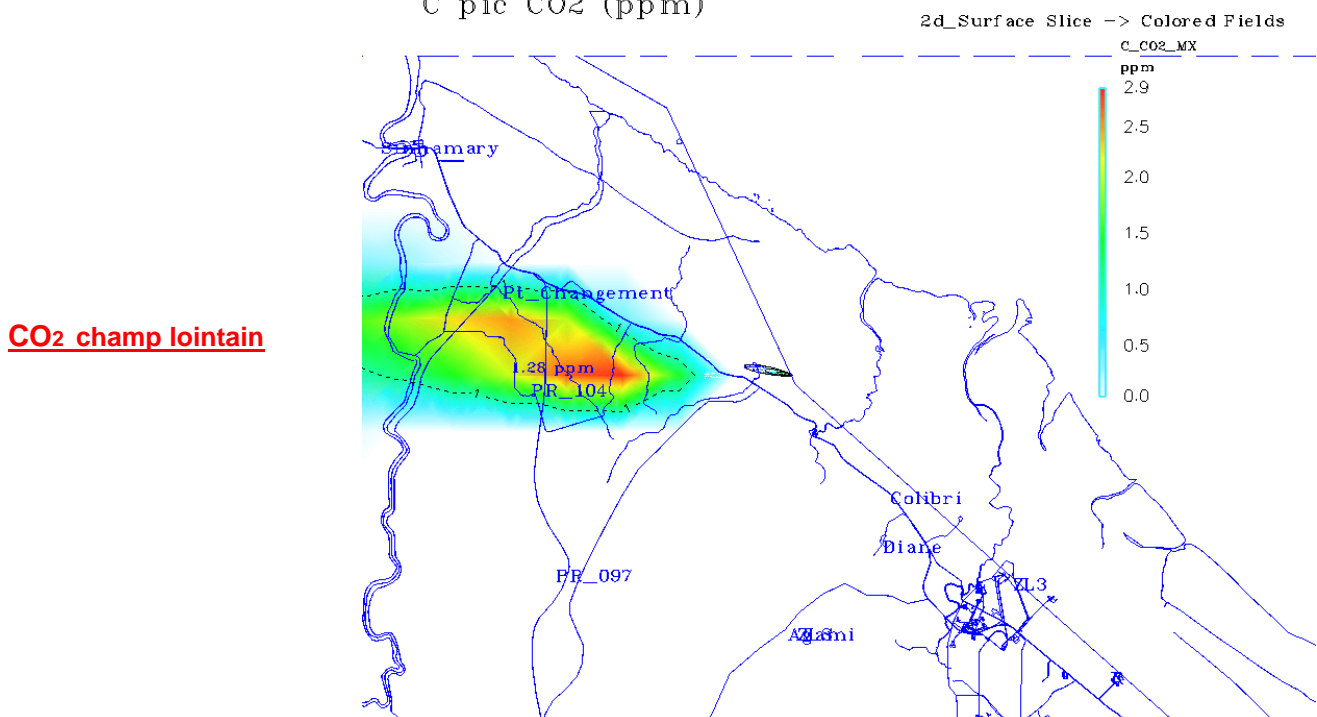 C pic CO2 (ppm)
2d_Surface Slice -> Colored Fields
C_CO2_MX
ppm
2.9
2.5
2.0
1.5
1.0
0.5
0.0
Sinnamary
Pt_Changement
CO2 champ lointain
1.28 ppm
PR_104
Colibri
Diane
PR_097
ZL3